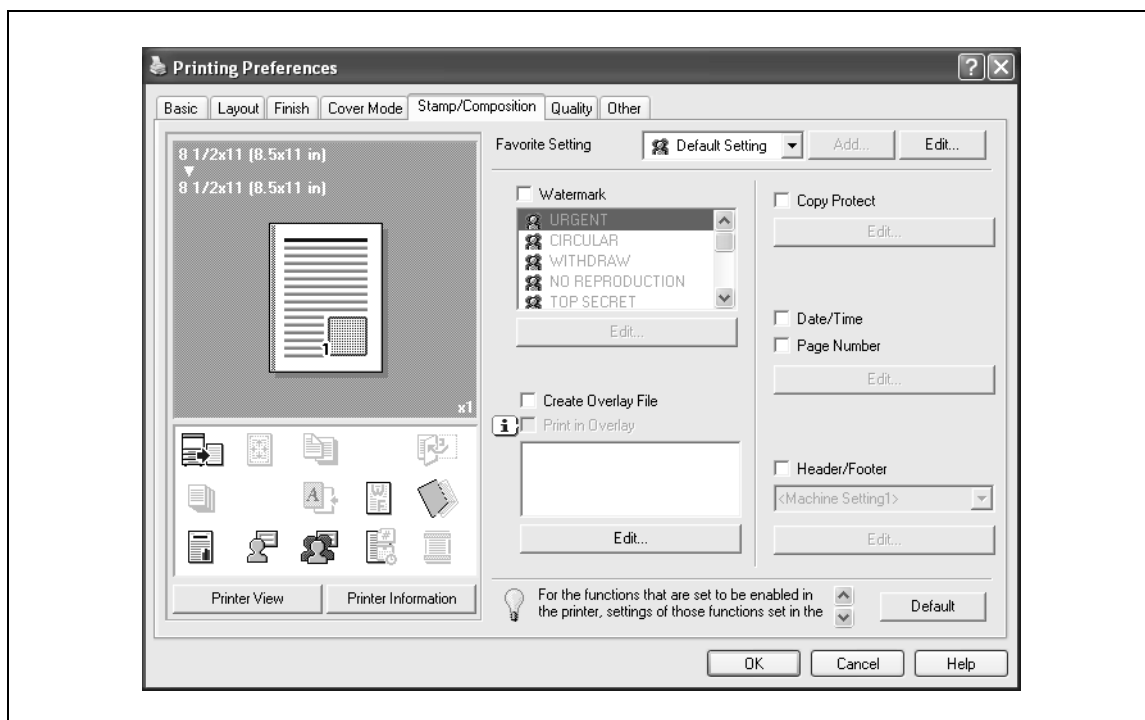 Printing Preferences
Basic Layout Finish Cover Mode Stamp/Composition Quality Other
8 1/2x11 (8.5x11 in)
8 1/2x11 (8.5x11 in)
1
x1
Printer View Printer Information
Favorite Setting Default Setting Add... Edit...
Watermark
URGENT
CIRCULAR
WITHDRAW
NO REPRODUCTION
TOP SECRET
Edit...
Create Overlay File
Print in Overlay
Edit...
Copy Protect
Edit...
Date/Time
Page Number
Edit...
Header/Footer
<Machine Setting1>
Edit...
For the functions that are set to be enabled in
the printer, settings of those functions set in the
Default
OK Cancel Help